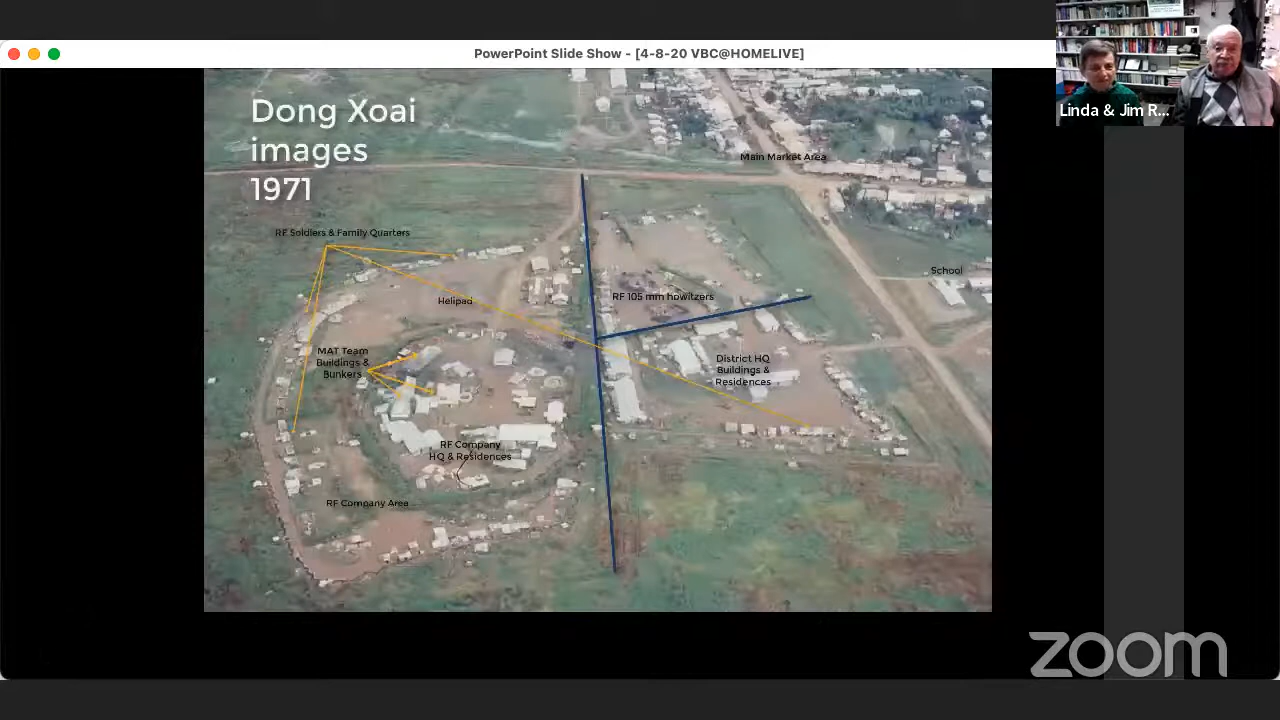 PowerPoint Slide Show - [4-8-20 VBC@HOMELIVE]
Linda & Jim R...
Dong Xoai
images
1971
Main Market Area
RF Soldiers & Family Quarters
School
Helipad
RF 105 mm howitzers
MAT Team
Buildings &
Bunkers
District HQ
Buildings &
Residences
RF Company
HQ & Residences
RF Company Area
zoom